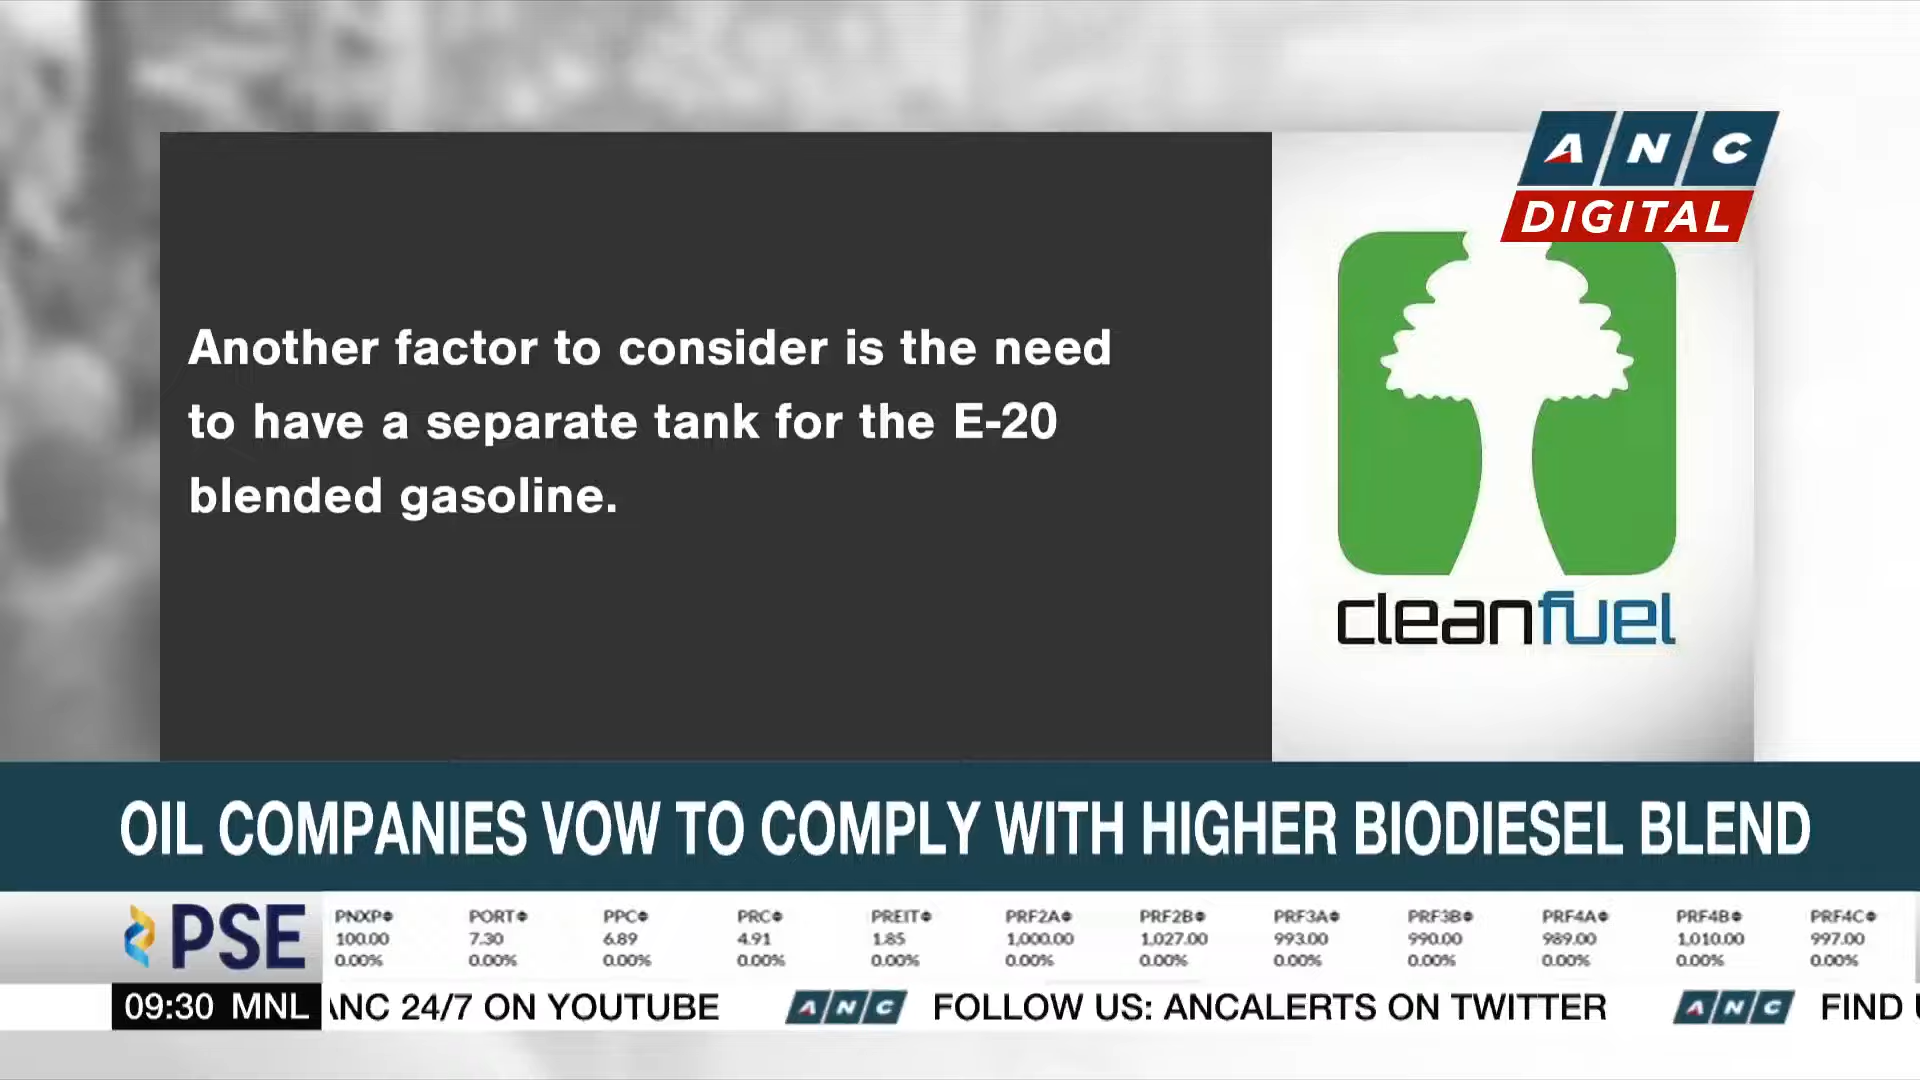 ANC
DIGITAL
Another factor to consider is the need
to have a separate tank for the E-20
blended gasoline.
cleanfuel
OIL COMPANIES VOW TO COMPLY WITH HIGHER BIODIESEL BLEND
PSE
PNXP PORT PPC PRC PREIT PRF2A PRF2B PRF3A PRF3B PRF4A PRF4B PRF4C
100.00 7.30 6.89 4.91 1.85 1,000.00 1,027.00 993.00 990.00 989.00 1,010.00 997.00
0.00% 0.00% 0.00% 0.00% 0.00% 0.00% 0.00% 0.00% 0.00% 0.00% 0.00% 0.00%
09:30 MNL ANC 24/7 ON YOUTUBE ANC FOLLOW US: ANCALERTS ON TWITTER ANC FIND